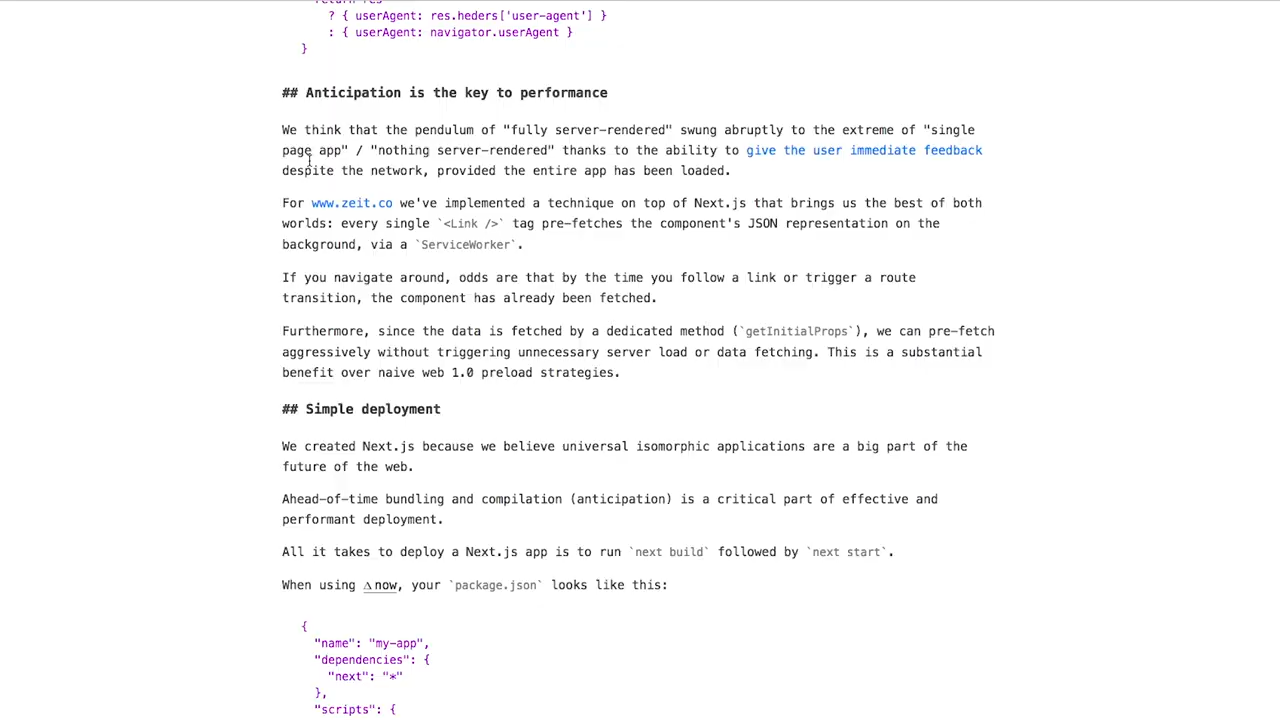 return res
? { userAgent: res.heders['user-agent'] }
: { userAgent: navigator.userAgent }
}
## Anticipation is the key to performance
We think that the pendulum of "fully server-rendered" swung abruptly to the extreme of "single
page app" / "nothing server-rendered" thanks to the ability to give the user immediate feedback
despite the network, provided the entire app has been loaded.
For www.zeit.co we've implemented a technique on top of Next.js that brings us the best of both
worlds: every single `<Link />` tag pre-fetches the component's JSON representation on the
background, via a `ServiceWorker`.
If you navigate around, odds are that by the time you follow a link or trigger a route
transition, the component has already been fetched.
Furthermore, since the data is fetched by a dedicated method (`getInitialProps`), we can pre-fetch
aggressively without triggering unnecessary server load or data fetching. This is a substantial
benefit over naive web 1.0 preload strategies.
## Simple deployment
We created Next.js because we believe universal isomorphic applications are a big part of the
future of the web.
Ahead-of-time bundling and compilation (anticipation) is a critical part of effective and
performant deployment.
All it takes to deploy a Next.js app is to run `next build` followed by `next start`.
When using △ now, your `package.json` looks like this:
{
"name": "my-app",
"dependencies": {
"next": "*"
},
"scripts": {